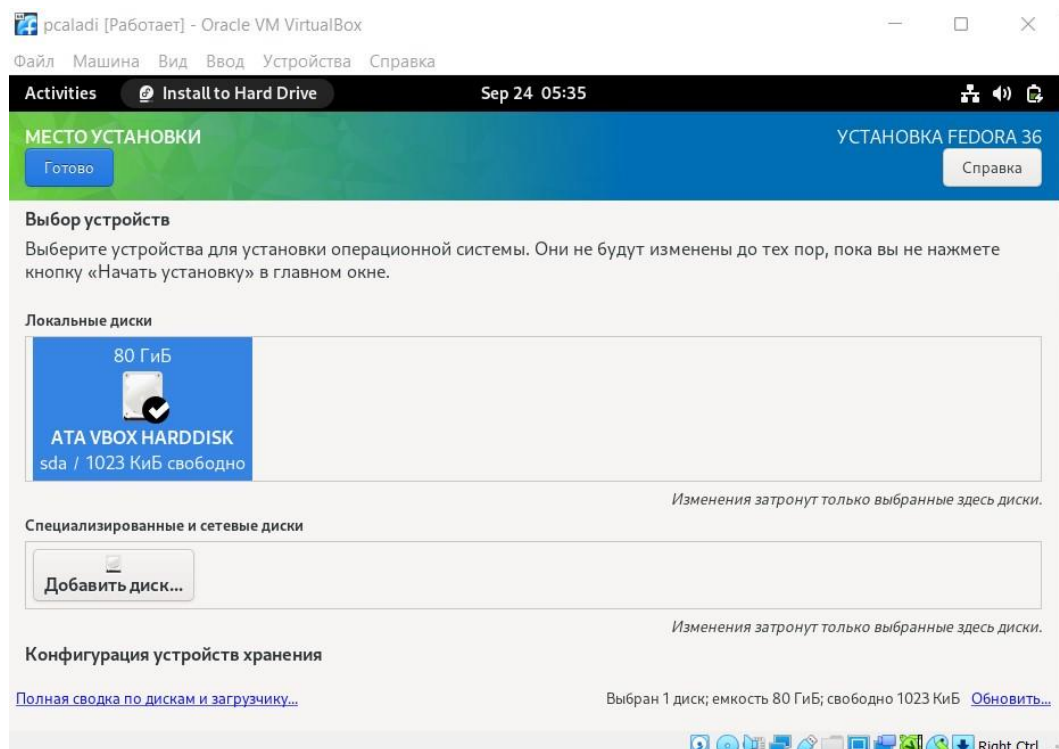 pcaladi [Работает] - Oracle VM VirtualBox
Файл Машина Вид Ввод Устройства Справка
Activities Install to Hard Drive Sep 24 05:35
МЕСТО УСТАНОВКИ УСТАНОВКА FEDORA 36
Готово Справка
Выбор устройств
Выберите устройства для установки операционной системы. Они не будут изменены до тех пор, пока вы не нажмете
кнопку «Начать установку» в главном окне.
Локальные диски
80 ГиБ
ATA VBOX HARDDISK
sda / 1023 КиБ свободно
Изменения затронут только выбранные здесь диски.
Специализированные и сетевые диски
Добавить диск...
Изменения затронут только выбранные здесь диски.
Конфигурация устройств хранения
Полная сводка по дискам и загрузчику... Выбран 1 диск; емкость 80 ГиБ; свободно 1023 КиБ Обновить...
Right Ctrl